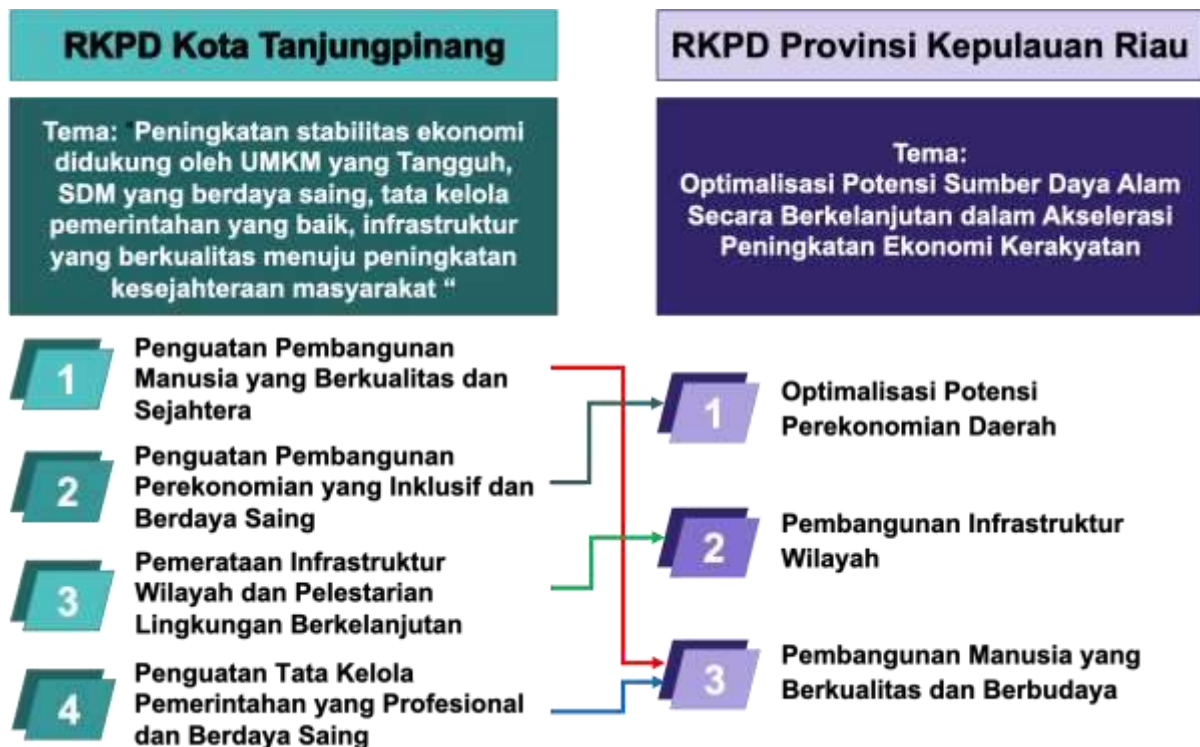 RKPD Kota Tanjungpinang
Tema: "Peningkatan stabilitas ekonomi
didukung oleh UMKM yang Tangguh,
SDM yang berdaya saing, tata kelola
pemerintahan yang baik, infrastruktur
yang berkualitas menuju peningkatan
kesejahteraan masyarakat “
1
Penguatan Pembangunan
Manusia yang Berkualitas dan
Sejahtera
2
Penguatan Pembangunan
Perekonomian yang Inklusif dan
Berdaya Saing
3
Pemerataan Infrastruktur
Wilayah dan Pelestarian
Lingkungan Berkelanjutan
4
Penguatan Tata Kelola
Pemerintahan yang Profesional
dan Berdaya Saing
RKPD Provinsi Kepulauan Riau
Tema:
Optimalisasi Potensi Sumber Daya Alam
Secara Berkelanjutan dalam Akselerasi
Peningkatan Ekonomi Kerakyatan
1
Optimalisasi Potensi
Perekonomian Daerah
2
Pembangunan Infrastruktur
Wilayah
3
Pembangunan Manusia yang
Berkualitas dan Berbudaya